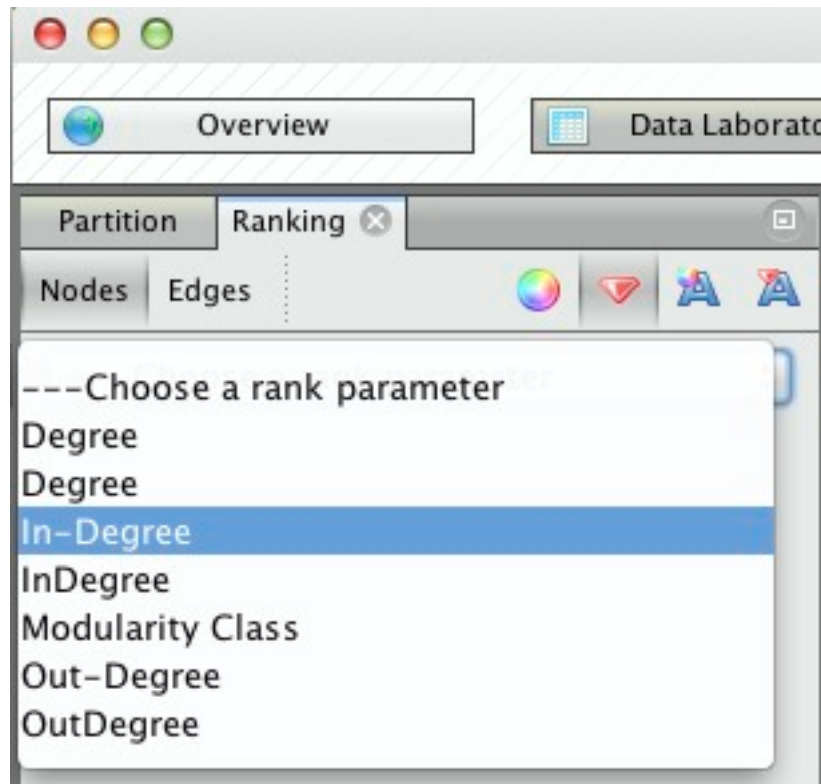 Overview
Data Laborato
Partition
Ranking
Nodes
Edges
---Choose a rank parameter
Degree
Degree
In-Degree
InDegree
Modularity Class
Out-Degree
OutDegree